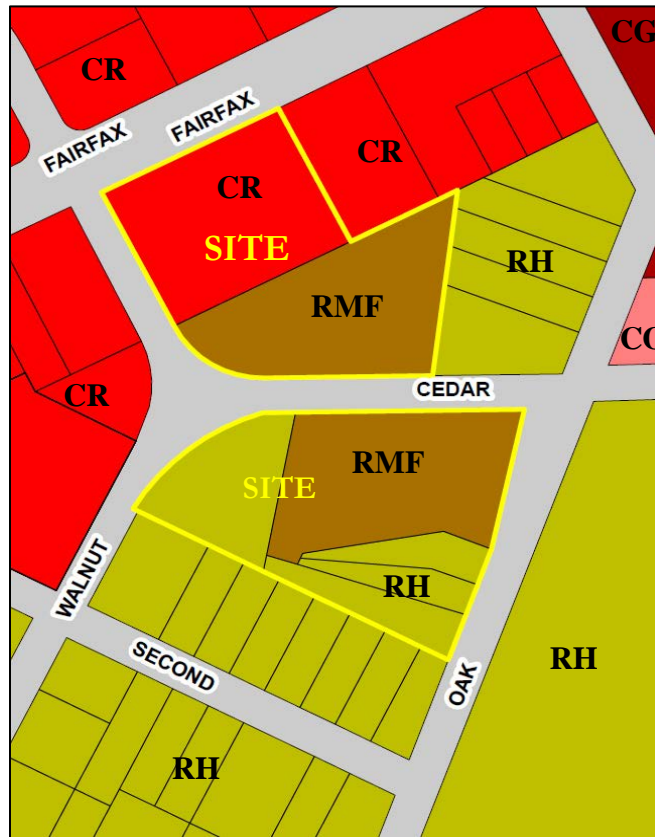 CG
CR
FAIRFAX
FAIRFAX
CR
CR
SITE
RH
RMF
CO
CEDAR
CR
RMF
SITE
RH
WALNUT
SECOND
OAK
RH
RH